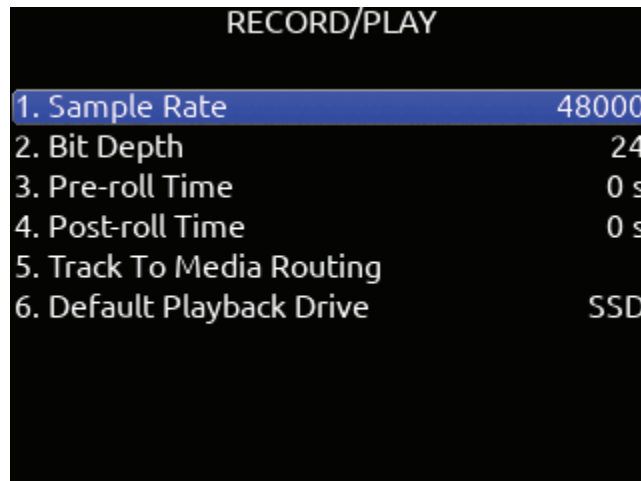 RECORD/PLAY
1. Sample Rate 48000
2. Bit Depth 24
3. Pre-roll Time 0 s
4. Post-roll Time 0 s
5. Track To Media Routing
6. Default Playback Drive SSD